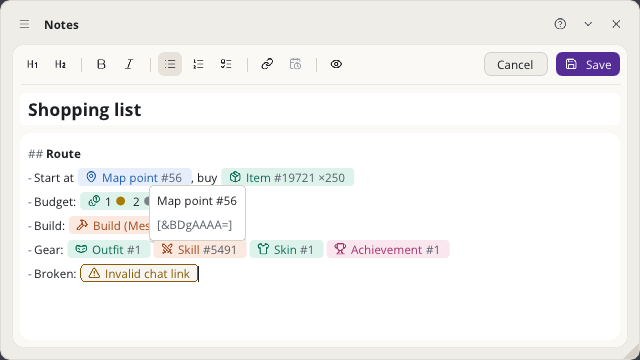 Notes
H1 H2 B I Cancel Save
Shopping list
## Route
- Start at Map point #56 , buy Item #19721 ×250
- Budget: 1 2
Map point #56
[&BDgAAAA=]
- Build: Build (Mes
- Gear: Outfit #1 Skill #5491 Skin #1 Achievement #1
- Broken: Invalid chat link